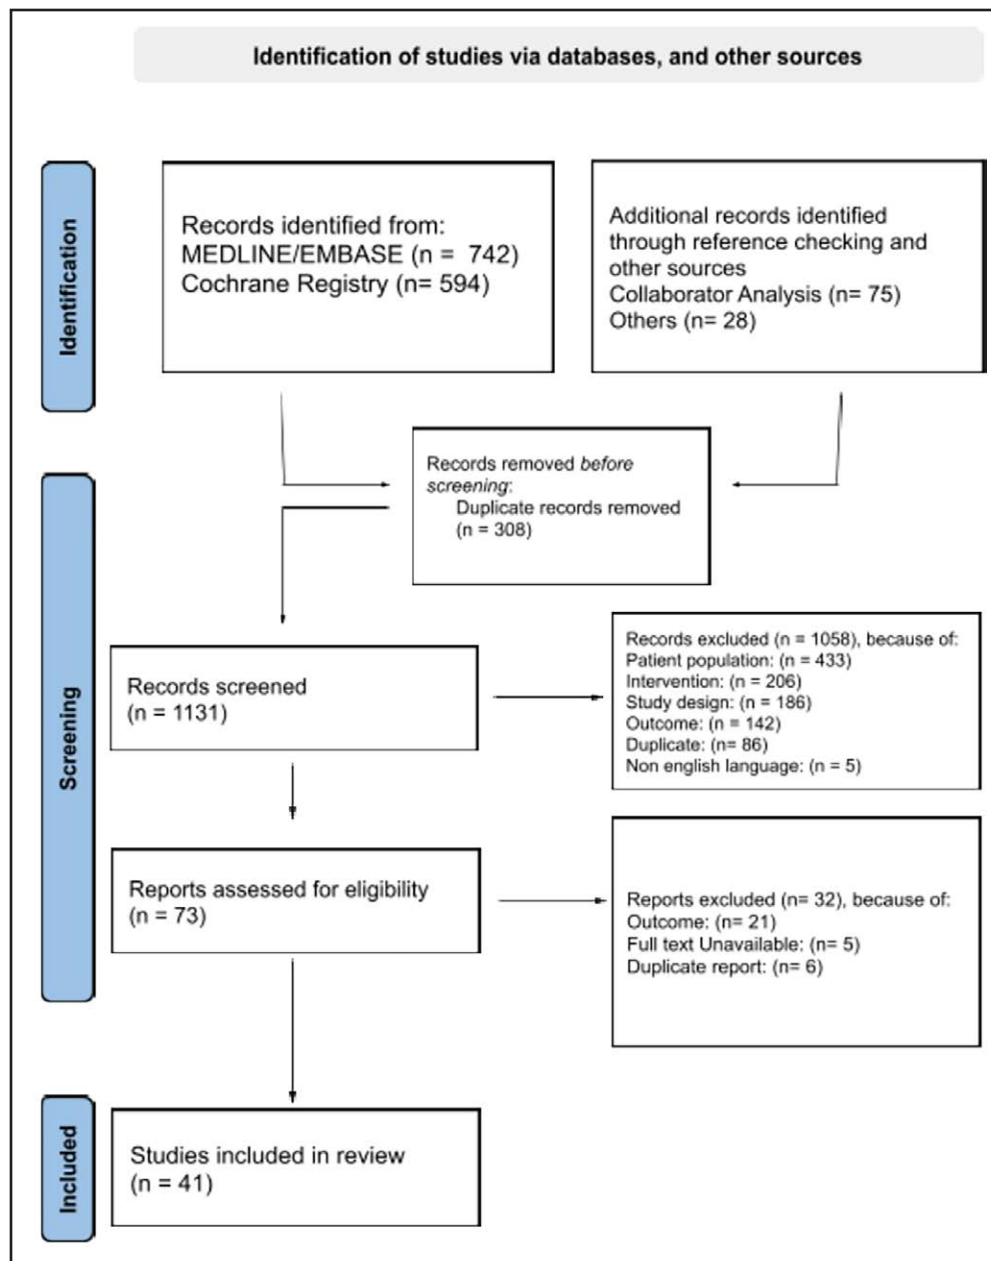 Identification of studies via databases, and other sources
Identification
Records identified from:
MEDLINE/EMBASE (n = 742)
Cochrane Registry (n= 594)
Additional records identified
through reference checking and
other sources
Collaborator Analysis (n= 75)
Others (n= 28)
Records removed before
screening:
Duplicate records removed
(n = 308)
Screening
Records screened
(n = 1131)
Records excluded (n = 1058), because of:
Patient population: (n = 433)
Intervention: (n = 206)
Study design: (n = 186)
Outcome: (n = 142)
Duplicate: (n= 86)
Non english language: (n = 5)
Reports assessed for eligibility
(n = 73)
Reports excluded (n= 32), because of:
Outcome: (n= 21)
Full text Unavailable: (n= 5)
Duplicate report: (n= 6)
Included
Studies included in review
(n = 41)